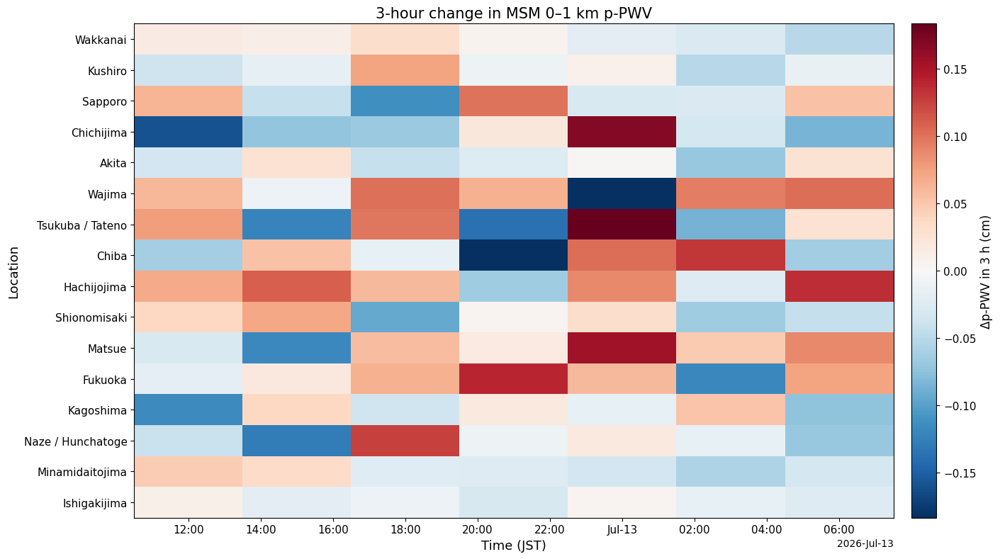 3-hour change in MSM 0–1 km p-PWV
Location
Wakkanai
Kushiro
Sapporo
Chichijima
Akita
Wajima
Tsukuba / Tateno
Chiba
Hachijojima
Shionomisaki
Matsue
Fukuoka
Kagoshima
Naze / Hunchatoge
Minamidaitojima
Ishigakijima
12:00 14:00 16:00 18:00 20:00 22:00 Jul-13 02:00 04:00 06:00
2026-Jul-13
Time (JST)
0.15
0.10
0.05
0.00
−0.05
−0.10
−0.15
Δp-PWV in 3 h (cm)